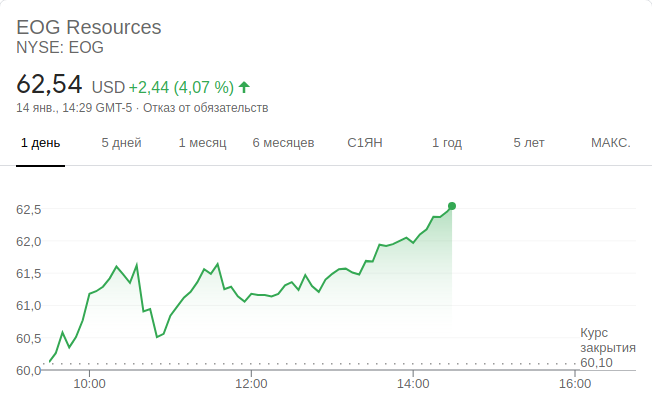 EOG Resources
NYSE: EOG
62,54 USD +2,44 (4,07 %)
14 янв., 14:29 GMT-5 · Отказ от обязательств
1 день 5 дней 1 месяц 6 месяцев С1ЯН 1 год 5 лет МАКС.
62,5
62,0
61,5
61,0
60,5
60,0
Курс
закрытия
60,10
10:00 12:00 14:00 16:00